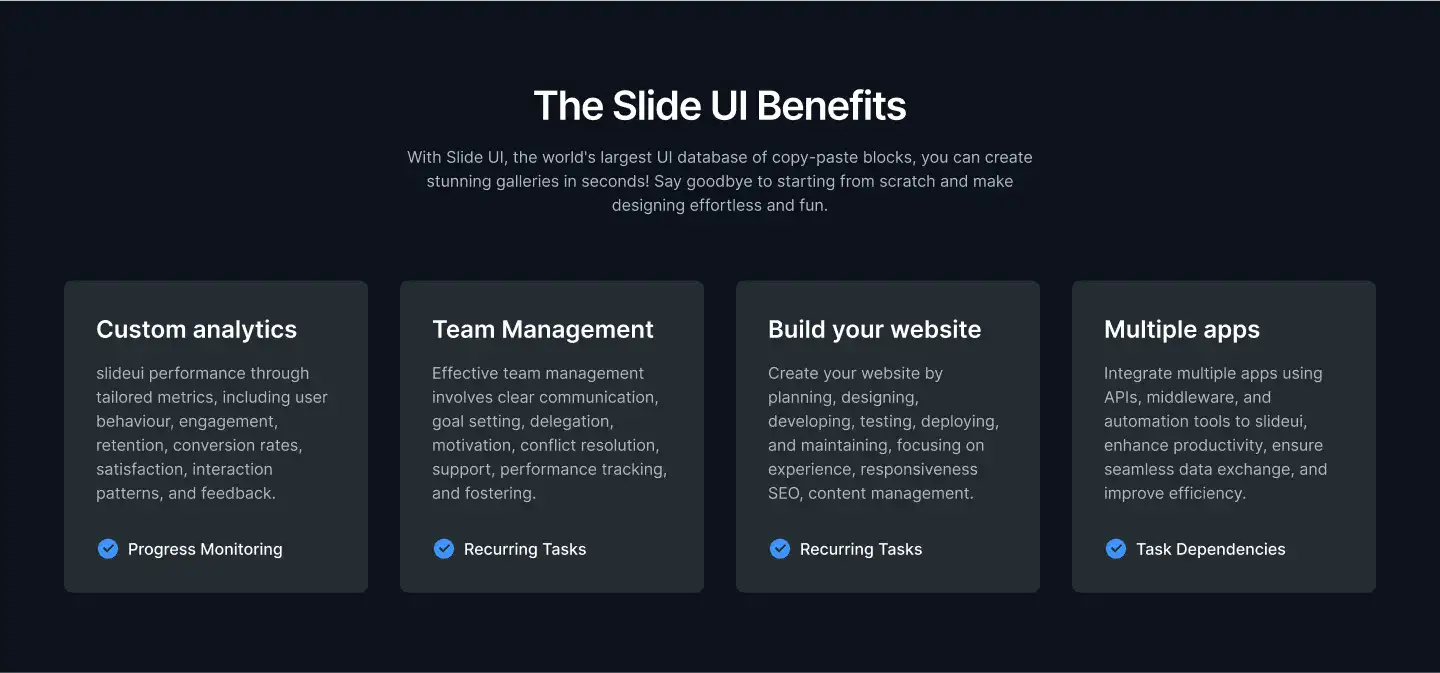 The Slide UI Benefits
With Slide UI, the world's largest UI database of copy-paste blocks, you can create
stunning galleries in seconds! Say goodbye to starting from scratch and make
designing effortless and fun.
Custom analytics
slideui performance through
tailored metrics, including user
behaviour, engagement,
retention, conversion rates,
satisfaction, interaction
patterns, and feedback.
Progress Monitoring
Team Management
Effective team management
involves clear communication,
goal setting, delegation,
motivation, conflict resolution,
support, performance tracking,
and fostering.
Recurring Tasks
Build your website
Create your website by
planning, designing,
developing, testing, deploying,
and maintaining, focusing on
experience, responsiveness
SEO, content management.
Recurring Tasks
Multiple apps
Integrate multiple apps using
APIs, middleware, and
automation tools to slideui,
enhance productivity, ensure
seamless data exchange, and
improve efficiency.
Task Dependencies